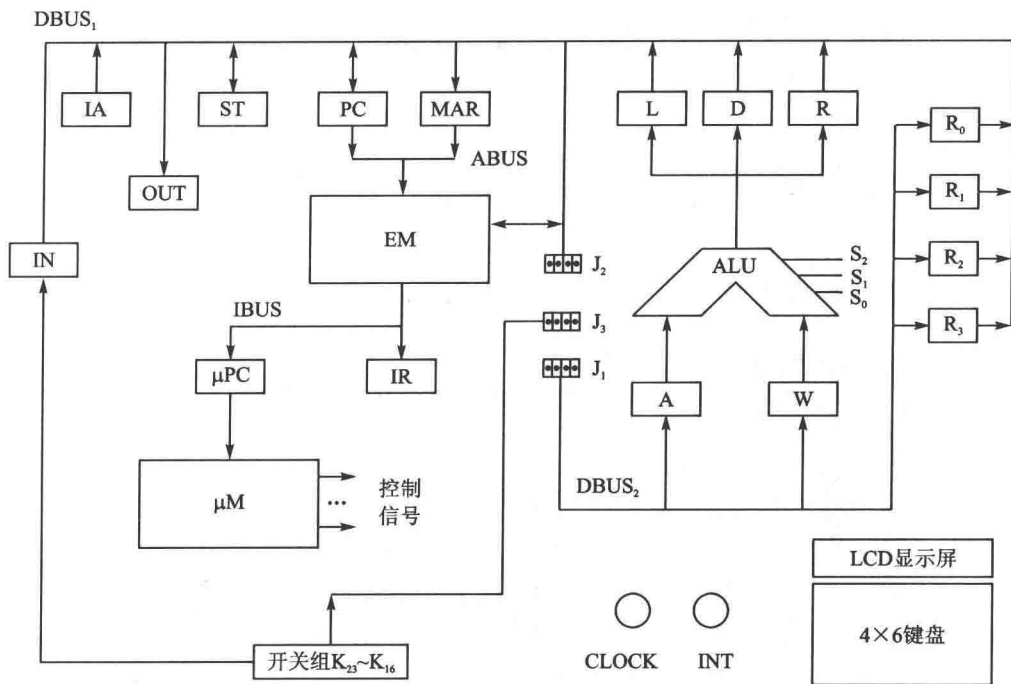 DBUS₁
IA
ST
PC
MAR
L
D
R
R₀
OUT
ABUS
R₁
EM
IN
J₂
ALU
S₂
S₁
S₀
R₂
IBUS
J₃
R₃
μPC
IR
J₁
A
W
μM
控制
信号
...
DBUS₂
LCD显示屏
4×6键盘
开关组K₂₃~K₁₆
CLOCK
INT